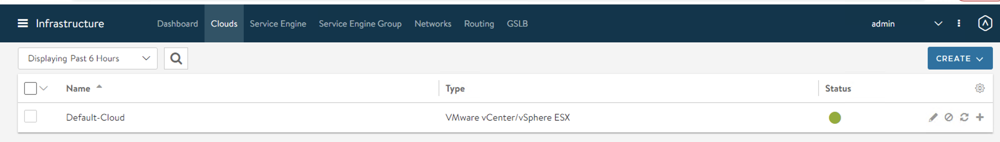 Infrastructure Dashboard Clouds Service Engine Service Engine Group Networks Routing GSLB admin
Displaying Past 6 Hours CREATE
Name Type Status
Default-Cloud VMware vCenter/vSphere ESX